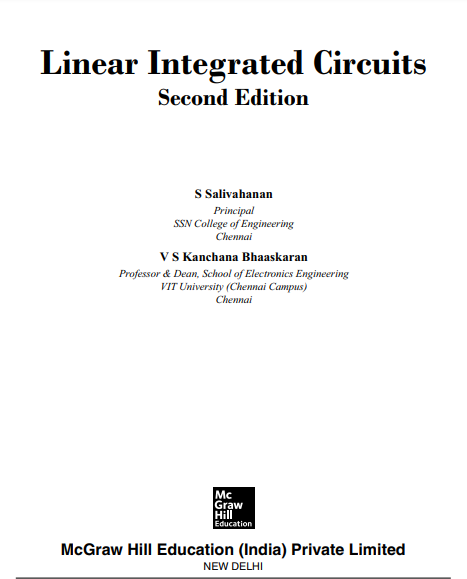 Linear Integrated Circuits
Second Edition
S Salivahanan
Principal
SSN College of Engineering
Chennai
V S Kanchana Bhaaskaran
Professor & Dean, School of Electronics Engineering
VIT University (Chennai Campus)
Chennai
Mc
Graw
Hill
Education
McGraw Hill Education (India) Private Limited
NEW DELHI